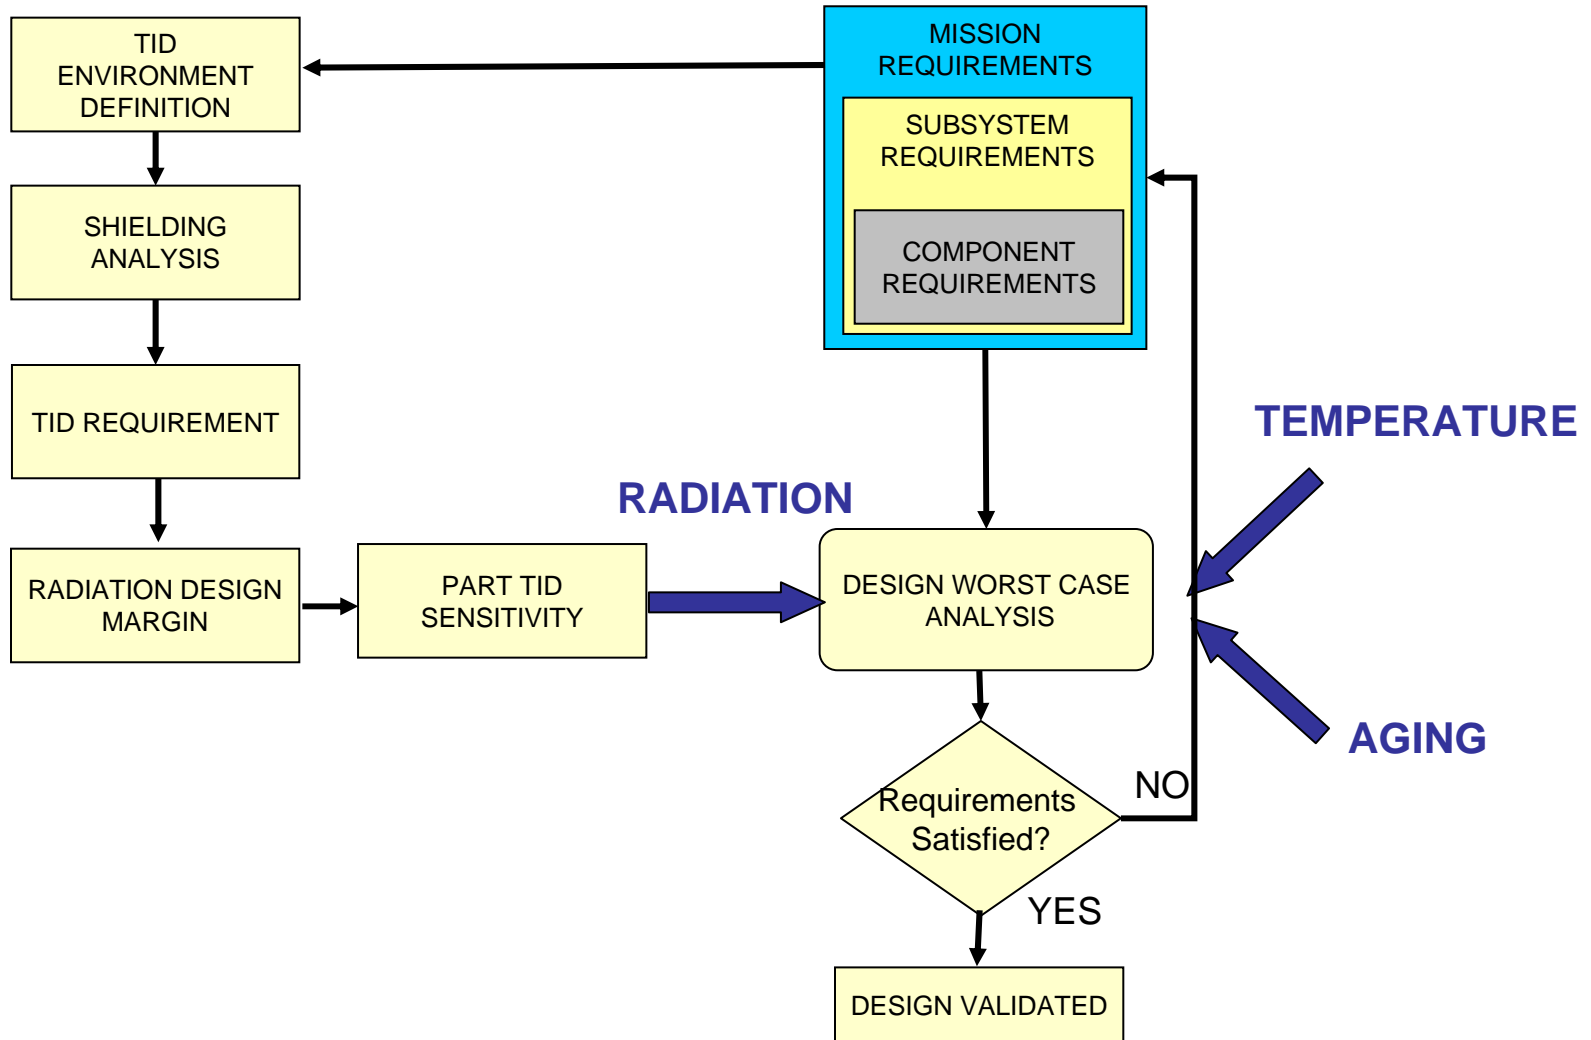 TID
ENVIRONMENT
DEFINITION
MISSION
REQUIREMENTS
SUBSYSTEM
REQUIREMENTS
COMPONENT
REQUIREMENTS
SHIELDING
ANALYSIS
TID REQUIREMENT
TEMPERATURE
RADIATION
RADIATION DESIGN
MARGIN
PART TID
SENSITIVITY
DESIGN WORST CASE
ANALYSIS
AGING
NO
Requirements
Satisfied?
YES
DESIGN VALIDATED